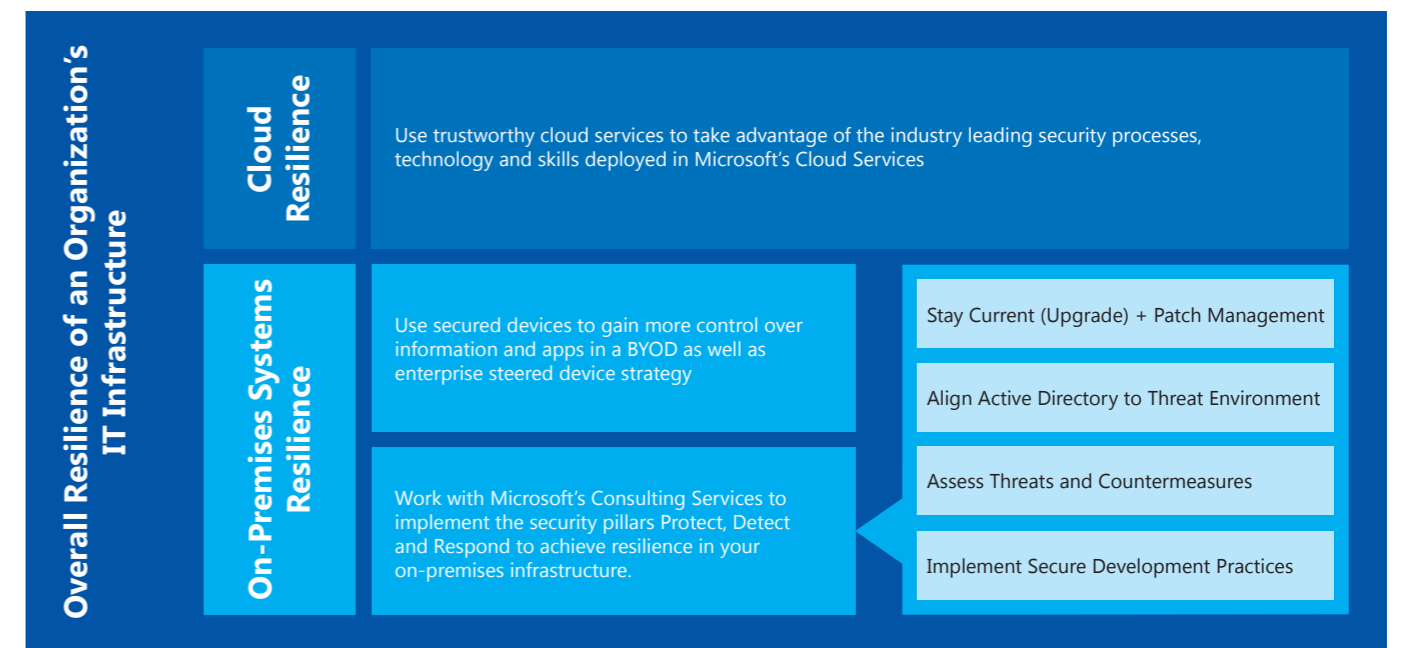 Overall Resilience of an Organization’s
IT Infrastructure
Cloud
Resilience
Use trustworthy cloud services to take advantage of the industry leading security processes,
technology and skills deployed in Microsoft’s Cloud Services
On-Premises Systems
Resilience
Use secured devices to gain more control over
information and apps in a BYOD as well as
enterprise steered device strategy
Work with Microsoft’s Consulting Services to
implement the security pillars Protect, Detect
and Respond to achieve resilience in your
on-premises infrastructure.
Stay Current (Upgrade) + Patch Management
Align Active Directory to Threat Environment
Assess Threats and Countermeasures
Implement Secure Development Practices